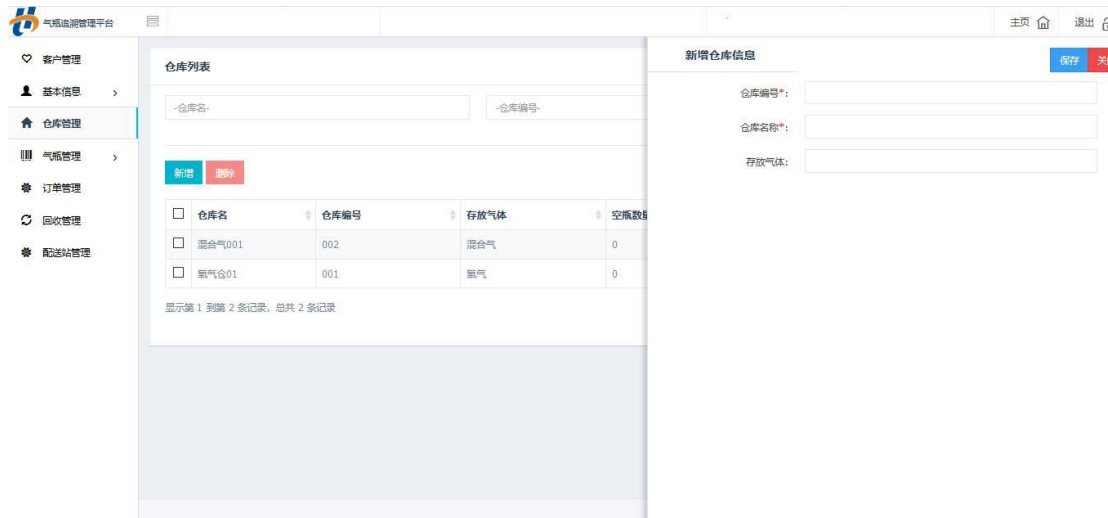 气瓶追溯管理平台
主页
退出
客户管理
基本信息
仓库管理
气瓶管理
订单管理
回收管理
配送站管理
仓库列表
-仓库名-
-仓库编号-
新增 删除
仓库名 仓库编号 存放气体 空瓶数量
混合气001 002 混合气 0
氧气仓01 001 氧气 0
显示第 1 到第 2 条记录，总共 2 条记录
新增仓库信息
保存 关
仓库编号*:
仓库名称*:
存放气体: